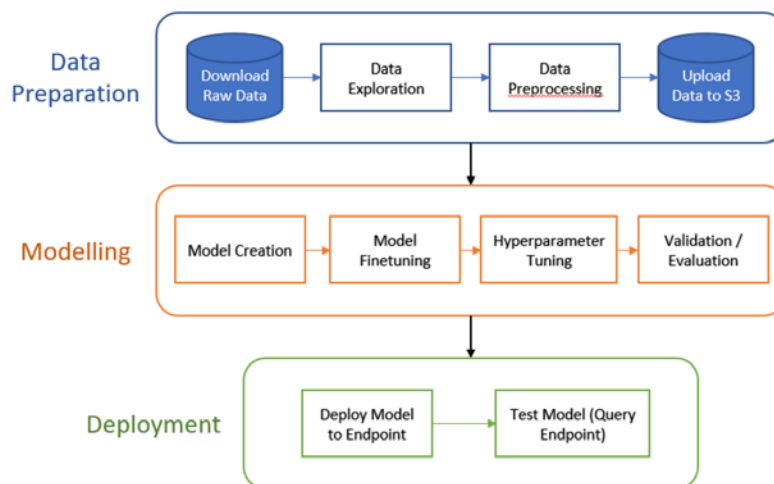 Data
Preparation
Download
Raw Data
Data
Exploration
Data
Preprocessing
Upload
Data to S3
Modelling
Model Creation
Model
Finetuning
Hyperparameter
Tuning
Validation /
Evaluation
Deployment
Deploy Model
to Endpoint
Test Model (Query
Endpoint)